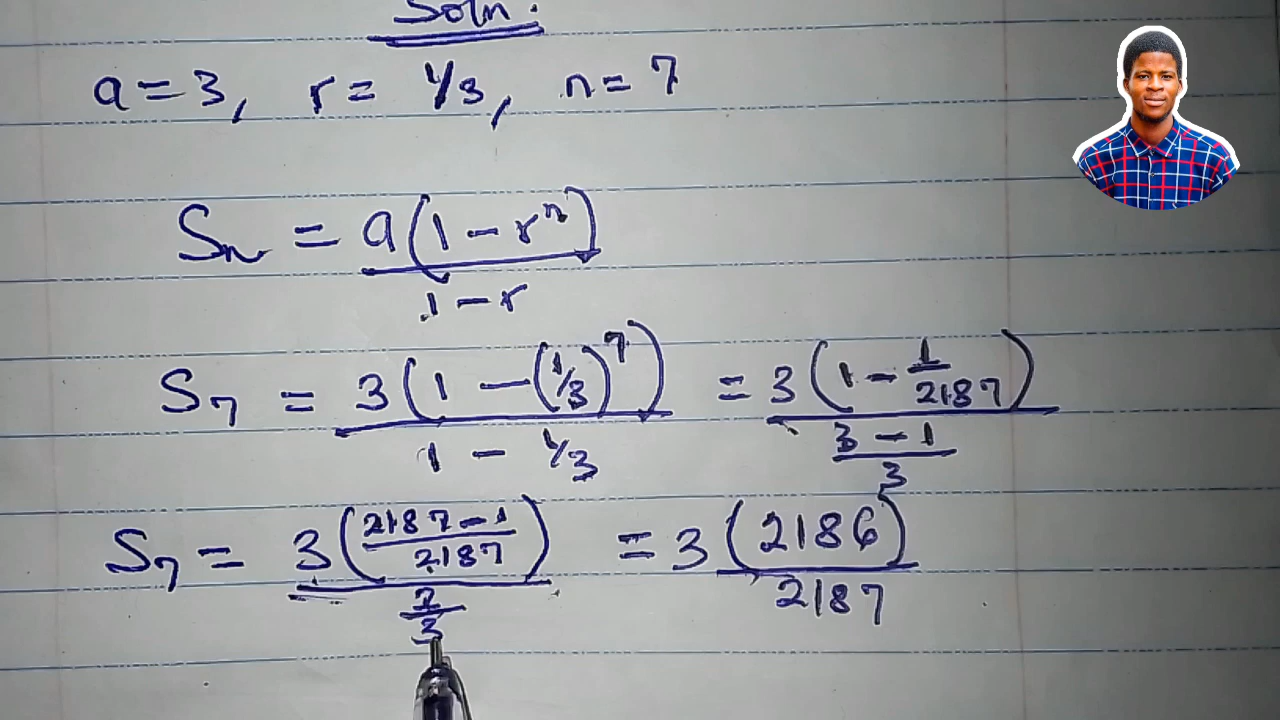 Soln:
a = 3, r = 1/3, n = 7
Sn = a(1 - r^n) / 1 - r
S7 = 3(1 - (1/3)^7) / 1 - 1/3 = 3(1 - 1/2187) / (3 - 1)/3
S7 = 3((2187 - 1)/2187) / 2/3 = 3(2186)/2187